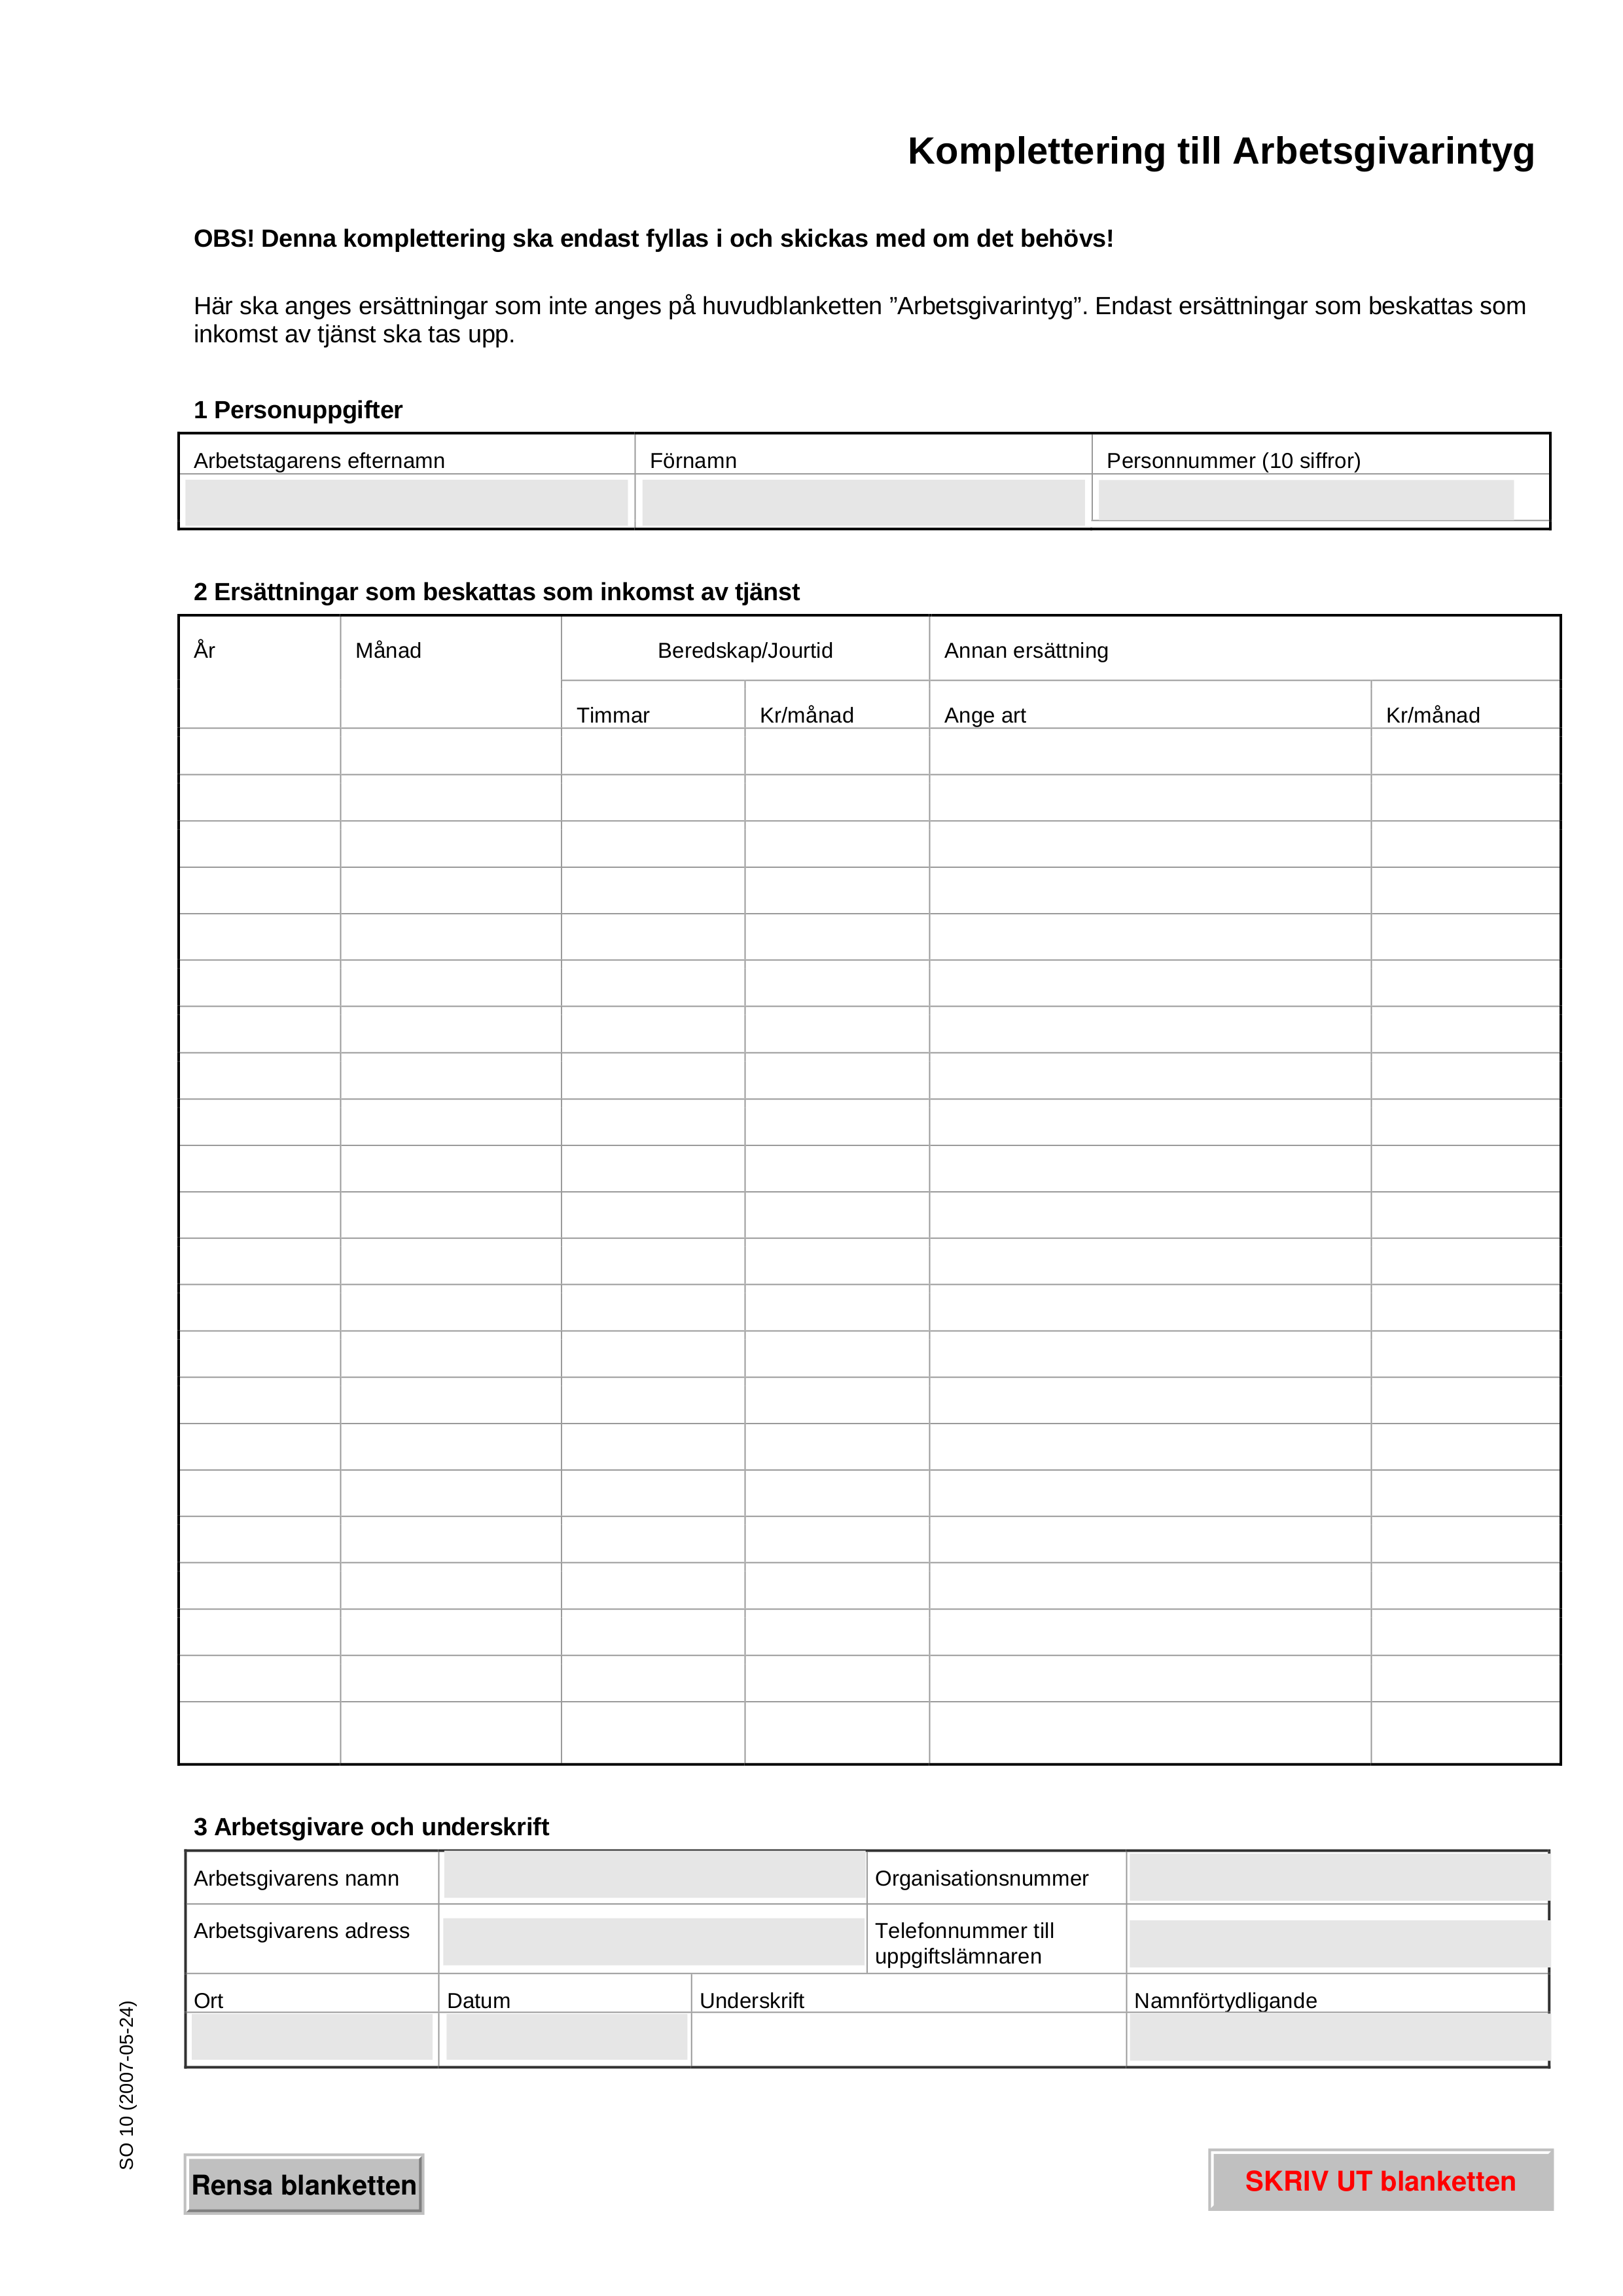 Komplettering till Arbetsgivarintyg
OBS! Denna komplettering ska endast fyllas i och skickas med om det behövs!
Här ska anges ersättningar som inte anges på huvudblanketten ”Arbetsgivarintyg”. Endast ersättningar som beskattas som
inkomst av tjänst ska tas upp.
1 Personuppgifter
Arbetstagarens efternamn Förnamn Personnummer (10 siffror)
2 Ersättningar som beskattas som inkomst av tjänst
År Månad Beredskap/Jourtid Annan ersättning
Timmar Kr/månad Ange art Kr/månad
3 Arbetsgivare och underskrift
Arbetsgivarens namn Organisationsnummer
Arbetsgivarens adress Telefonnummer till
uppgiftslämnaren
Ort Datum Underskrift Namnförtydligande
SO 10 (2007-05-24)
Rensa blanketten SKRIV UT blanketten